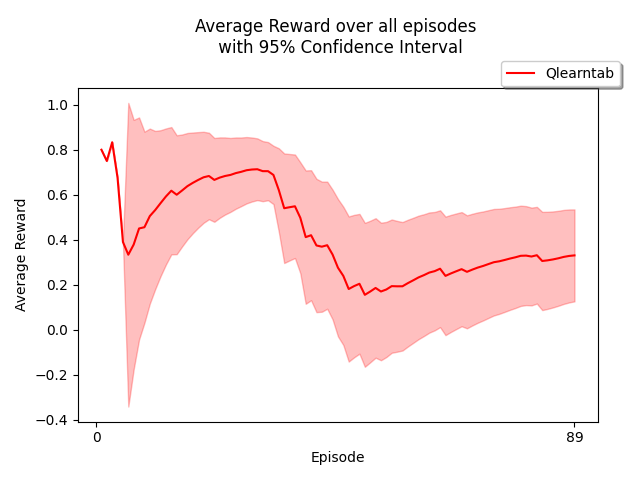 Average Reward over all episodes
with 95% Confidence Interval
Qlearntab
1.0
0.8
0.6
0.4
0.2
0.0
−0.2
−0.4
Average Reward
0
89
Episode